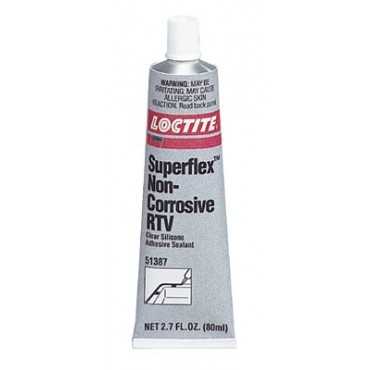 WARNING: MAY BE
IRRITATING, MAY CAUSE
ALLERGIC SKIN
REACTION. Read back panel
LOCTITE
Superflex™
Non-
Corrosive
RTV
Clear Silicone
Adhesive Sealant
51387
NET 2.7 FL.OZ. (80ml)